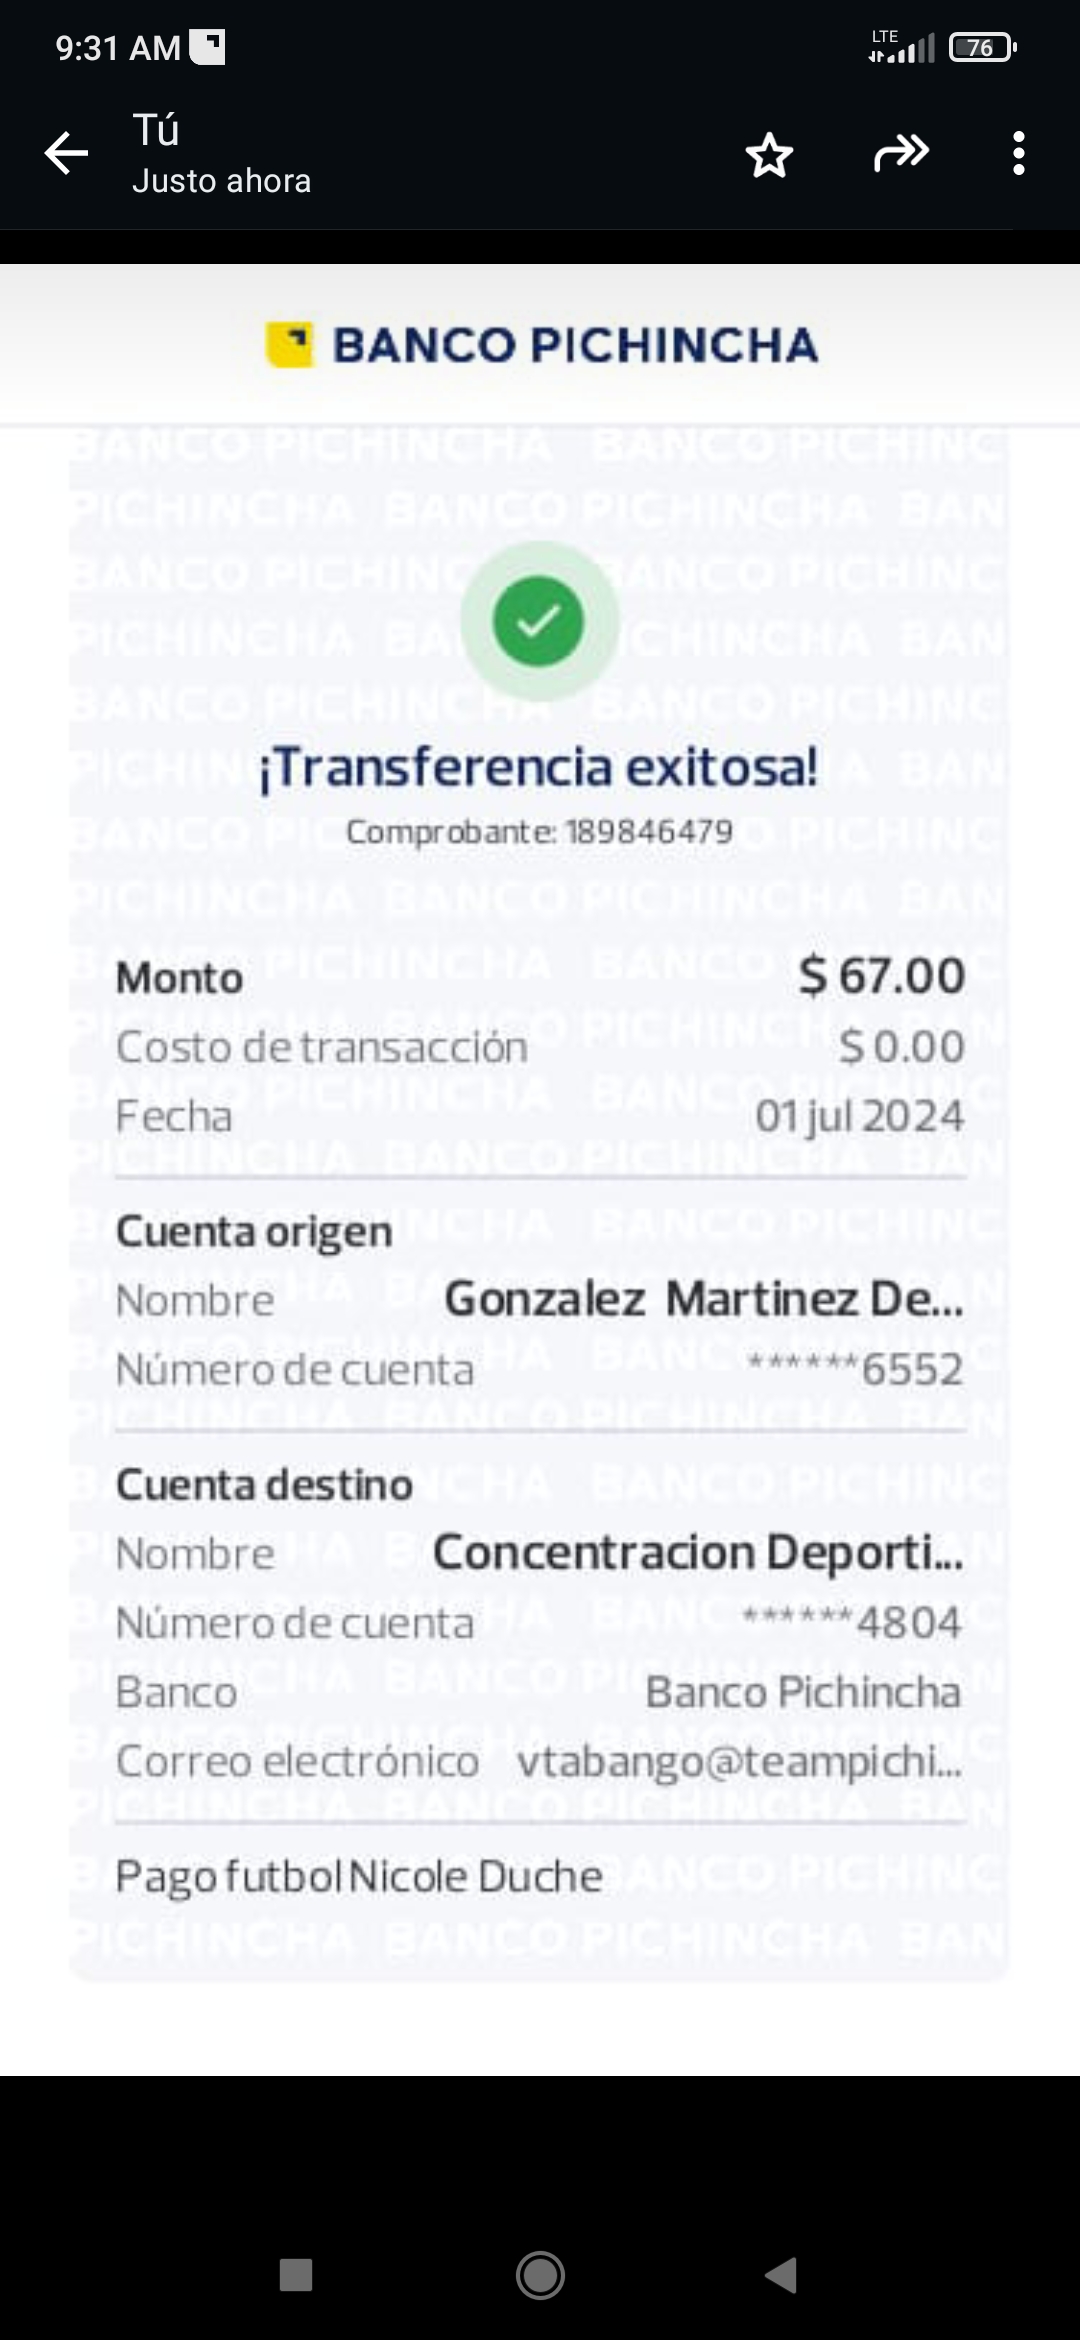 9:31 AM
LTE
76
Tú
Justo ahora
BANCO PICHINCHA
¡Transferencia exitosa!
Comprobante: 189846479
Monto $ 67.00
Costo de transacción $ 0.00
Fecha 01 jul 2024
Cuenta origen
Nombre Gonzalez Martinez De...
Número de cuenta ******6552
Cuenta destino
Nombre Concentracion Deporti...
Número de cuenta ******4804
Banco Banco Pichincha
Correo electrónico vtabango@teampichi...
Pago futbol Nicole Duche